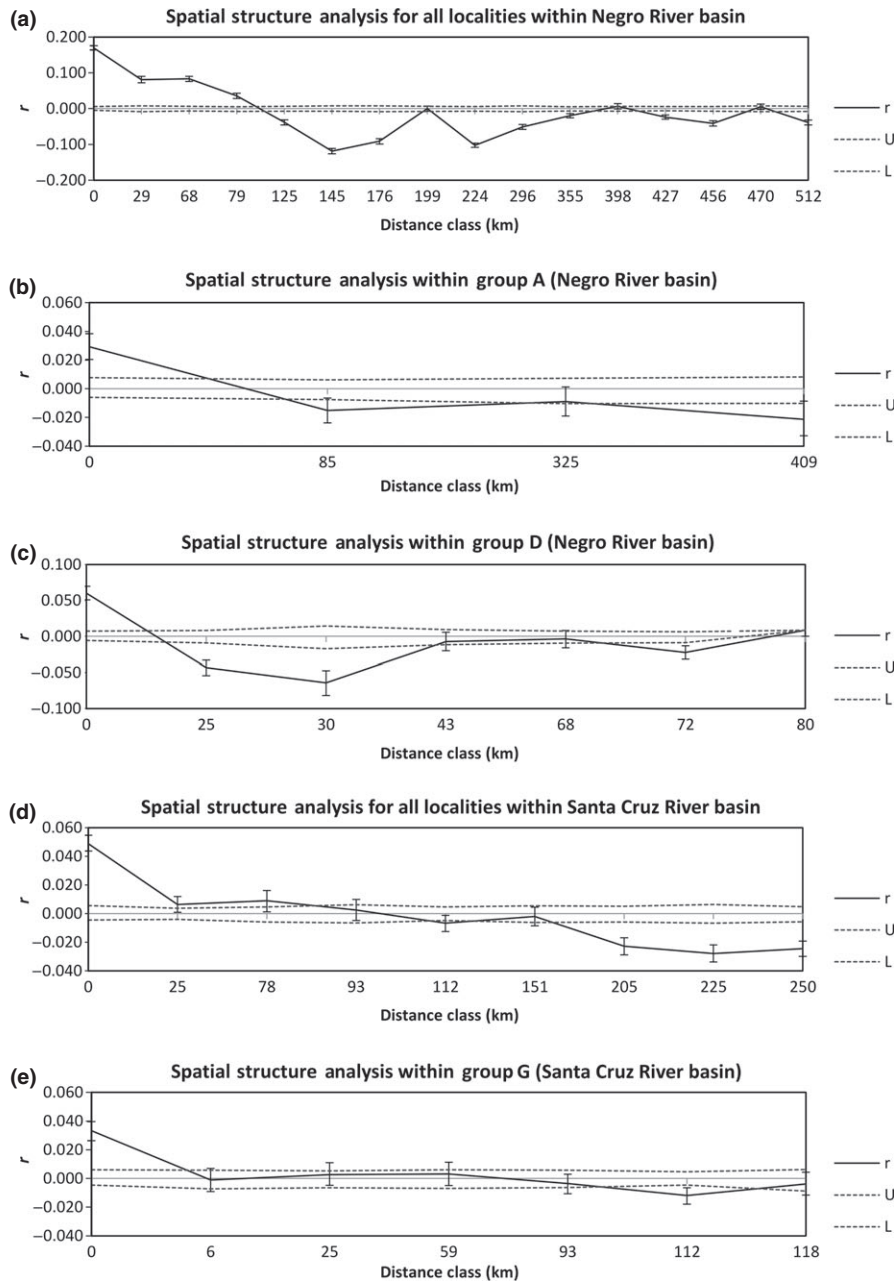 (a)
Spatial structure analysis for all localities within Negro River basin
0.200
0.100
0.000
−0.100
−0.200
r
0 29 68 79 125 145 176 199 224 296 355 398 427 456 470 512
Distance class (km)
r
U
L
(b)
Spatial structure analysis within group A (Negro River basin)
0.060
0.040
0.020
0.000
−0.020
−0.040
r
0 85 325 409
Distance class (km)
r
U
L
(c)
Spatial structure analysis within group D (Negro River basin)
0.100
0.050
0.000
−0.050
−0.100
r
0 25 30 43 68 72 80
Distance class (km)
r
U
L
(d)
Spatial structure analysis for all localities within Santa Cruz River basin
0.060
0.040
0.020
0.000
−0.020
−0.040
r
0 25 78 93 112 151 205 225 250
Distance class (km)
r
U
L
(e)
Spatial structure analysis within group G (Santa Cruz River basin)
0.060
0.040
0.020
0.000
−0.020
−0.040
r
0 6 25 59 93 112 118
Distance class (km)
r
U
L